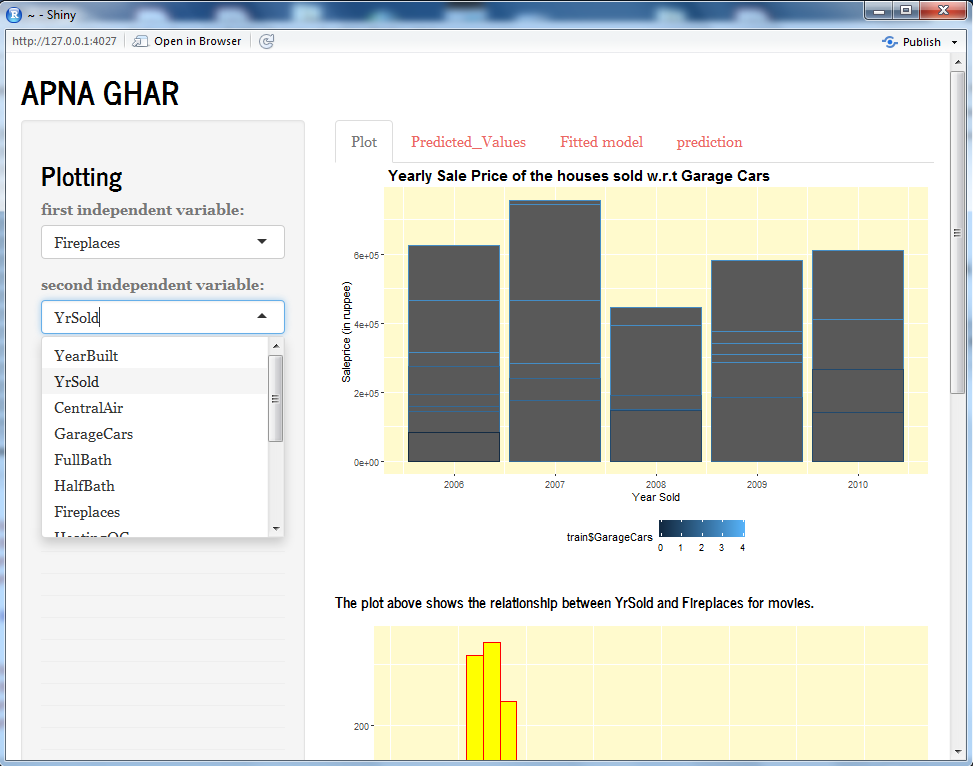 ~ - Shiny
http://127.0.0.1:4027
Open in Browser
Publish
APNA GHAR
Plotting
first independent variable:
Fireplaces
second independent variable:
YrSold
YearBuilt
YrSold
CentralAir
GarageCars
FullBath
HalfBath
Fireplaces
HeatingQC
Plot
Predicted_Values
Fitted model
prediction
Yearly Sale Price of the houses sold w.r.t Garage Cars
Saleprice (in ruppee)
6e+05
4e+05
2e+05
0e+00
2006
2007
2008
2009
2010
Year Sold
train$GarageCars
0 1 2 3 4
The plot above shows the relationship between YrSold and Fireplaces for movies.
200